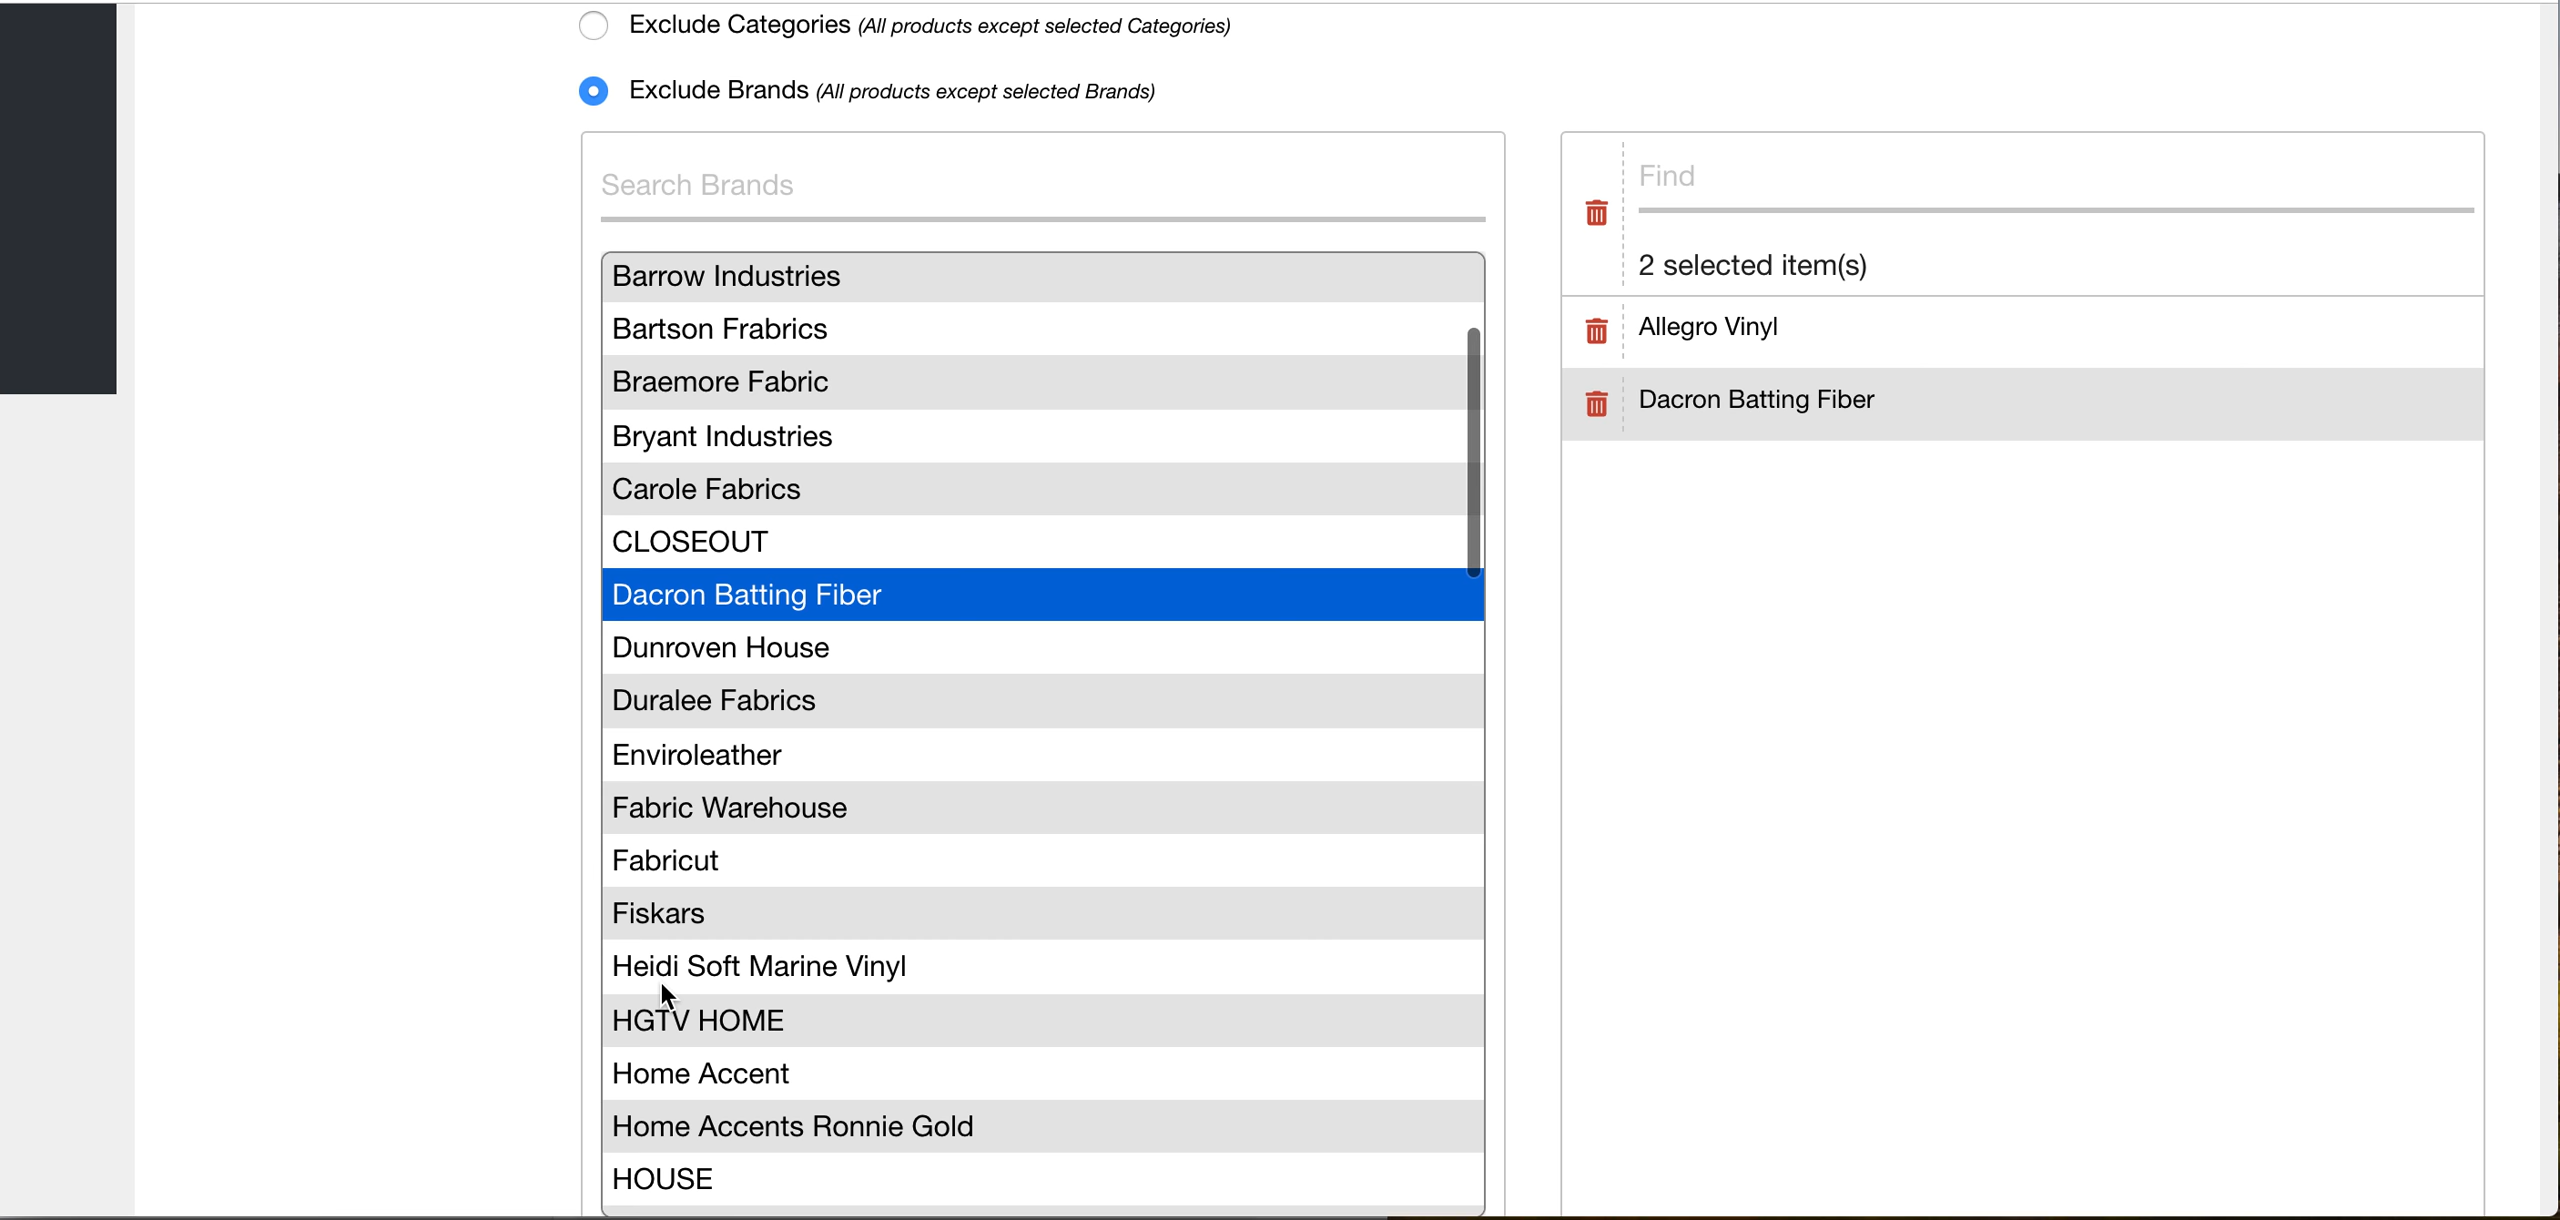 Exclude Categories (All products except selected Categories)
Exclude Brands (All products except selected Brands)
Search Brands
Barrow Industries
Bartson Frabrics
Braemore Fabric
Bryant Industries
Carole Fabrics
CLOSEOUT
Dacron Batting Fiber
Dunroven House
Duralee Fabrics
Enviroleather
Fabric Warehouse
Fabricut
Fiskars
Heidi Soft Marine Vinyl
HGTV HOME
Home Accent
Home Accents Ronnie Gold
HOUSE
Find
2 selected item(s)
Allegro Vinyl
Dacron Batting Fiber